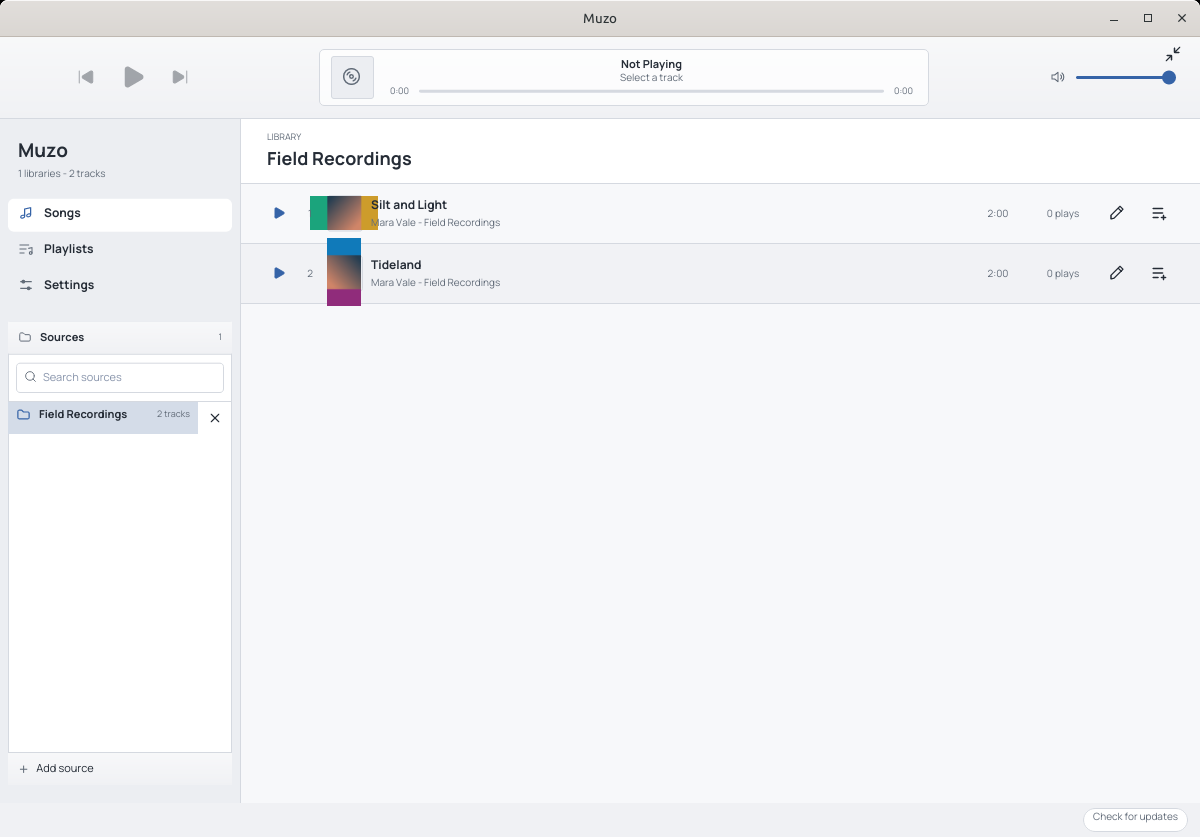 Muzo
Not Playing
Select a track
0:00
0:00
Muzo
1 libraries - 2 tracks
Songs
Playlists
Settings
Sources
1
Search sources
Field Recordings
2 tracks
Add source
LIBRARY
Field Recordings
Silt and Light
Mara Vale - Field Recordings
2:00
0 plays
2
Tideland
Mara Vale - Field Recordings
2:00
0 plays
Check for updates